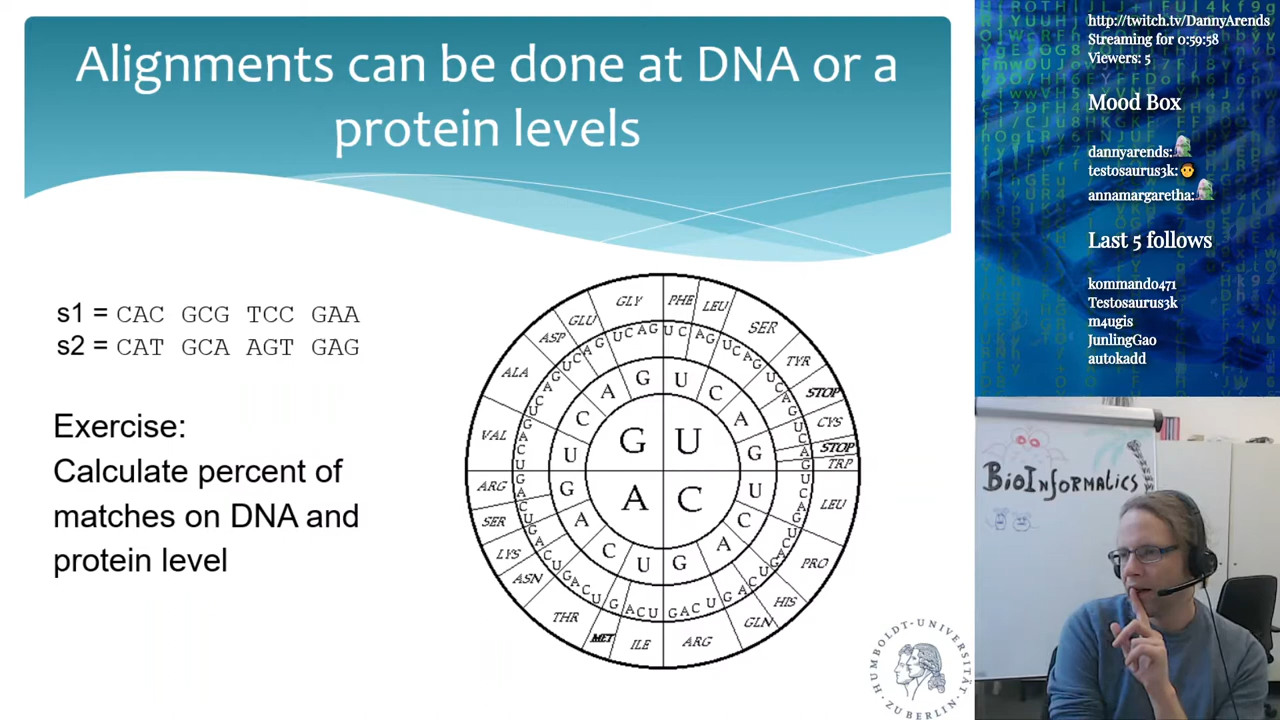 Alignments can be done at DNA or a
protein levels
s1 = CAC GCG TCC GAA
s2 = CAT GCA AGT GAG
Exercise:
Calculate percent of
matches on DNA and
protein level
GLY PHE LEU SER TYR STOP CYS STOP TRP LEU PRO HIS GLN ARG ILE MET THR ASN LYS SER ARG VAL ALA ASP GLU
G U
A C
HUMBOLDT-UNIVERSITÄT
ZU BERLIN
http://twitch.tv/DannyArends
Streaming for 0:59:58
Viewers: 5
Mood Box
dannyarends:
testosaurus3k:
annamargaretha:
Last 5 follows
kommando471
Testosaurus3k
m4ugis
JunlingGao
autokadd
BioInformatics